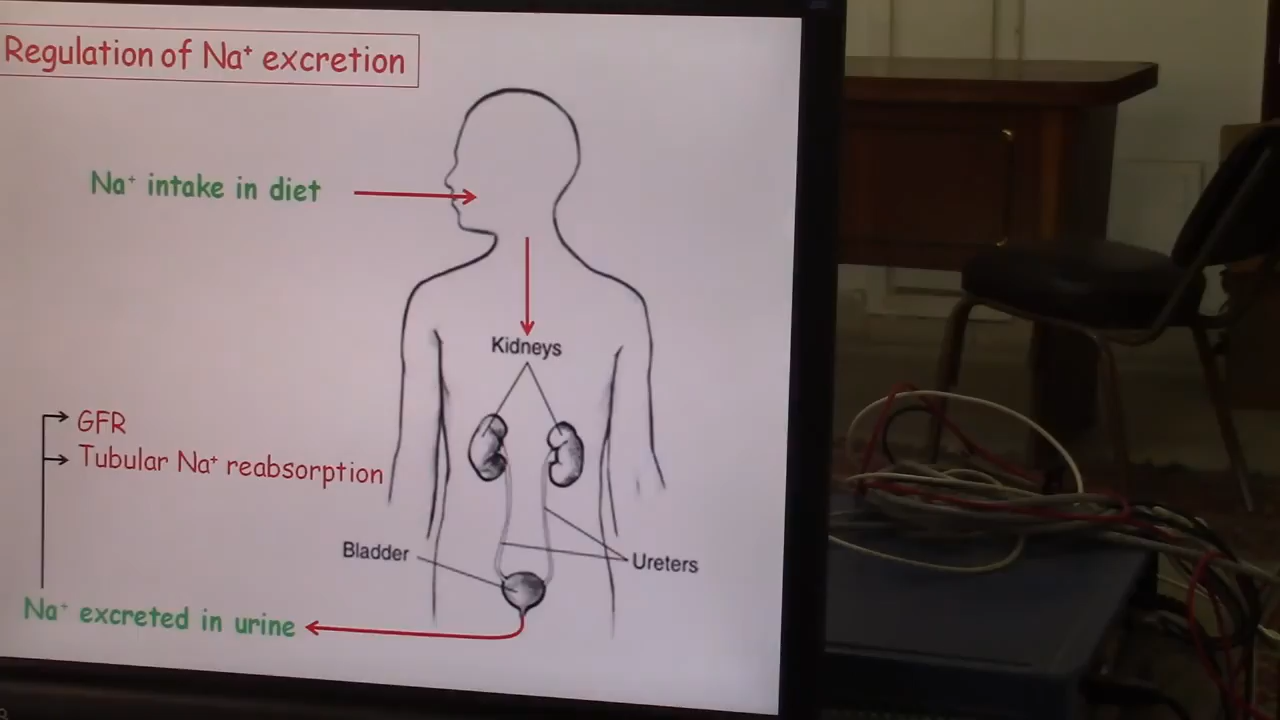 Regulation of Na⁺ excretion
Na⁺ intake in diet
Kidneys
GFR
Tubular Na⁺ reabsorption
Bladder
Ureters
Na⁺ excreted in urine